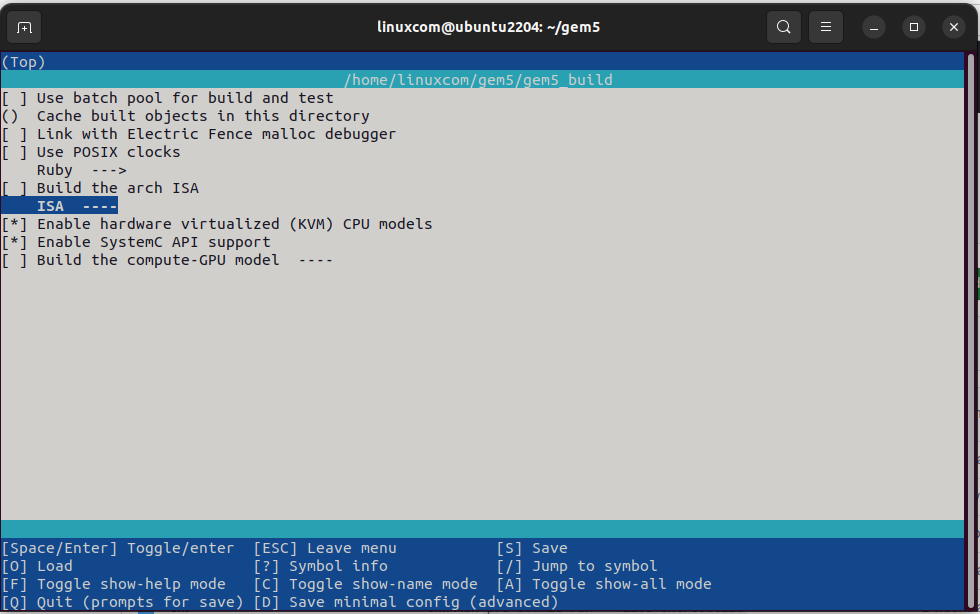 linuxcom@ubuntu2204: ~/gem5
(Top)
/home/linuxcom/gem5/gem5_build
[ ] Use batch pool for build and test
()  Cache built objects in this directory
[ ] Link with Electric Fence malloc debugger
[ ] Use POSIX clocks
    Ruby  --->
[ ] Build the arch ISA
    ISA  ----
[*] Enable hardware virtualized (KVM) CPU models
[*] Enable SystemC API support
[ ] Build the compute-GPU model  ----
[Space/Enter] Toggle/enter  [ESC] Leave menu           [S] Save
[O] Load                    [?] Symbol info            [/] Jump to symbol
[F] Toggle show-help mode   [C] Toggle show-name mode  [A] Toggle show-all mode
[Q] Quit (prompts for save) [D] Save minimal config (advanced)